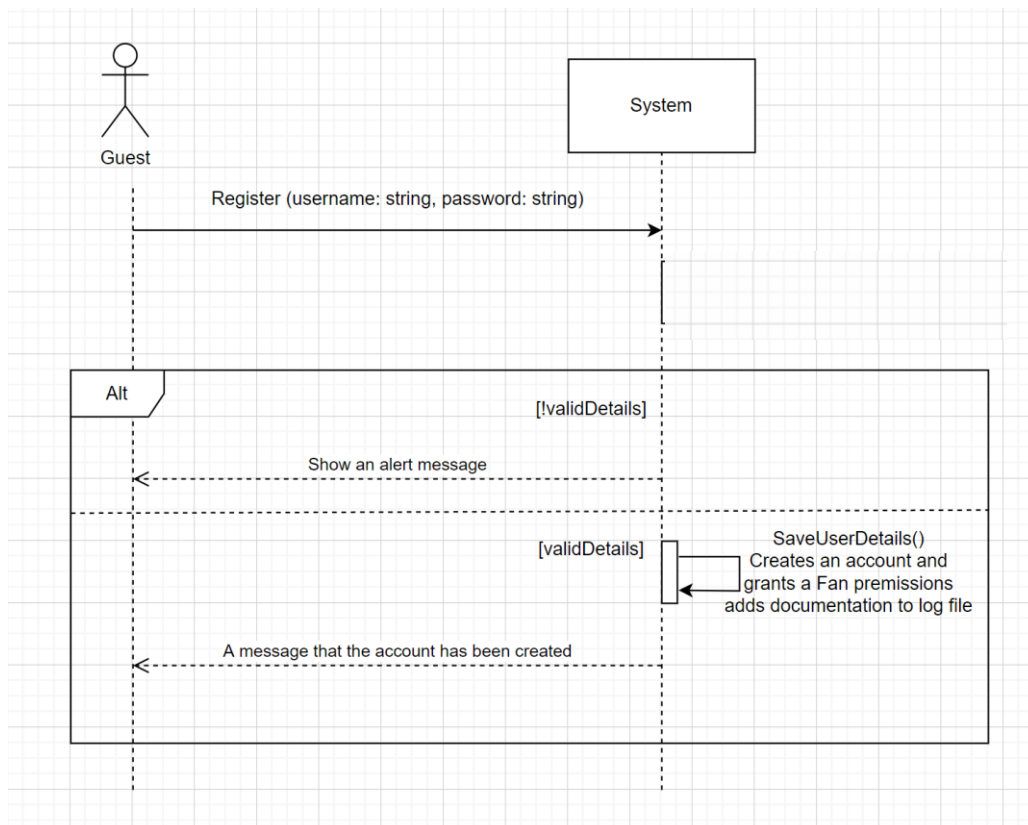 Guest
System
Register (username: string, password: string)
Alt
[!validDetails]
Show an alert message
[validDetails]
SaveUserDetails()
Creates an account and
grants a Fan premissions
adds documentation to log file
A message that the account has been created